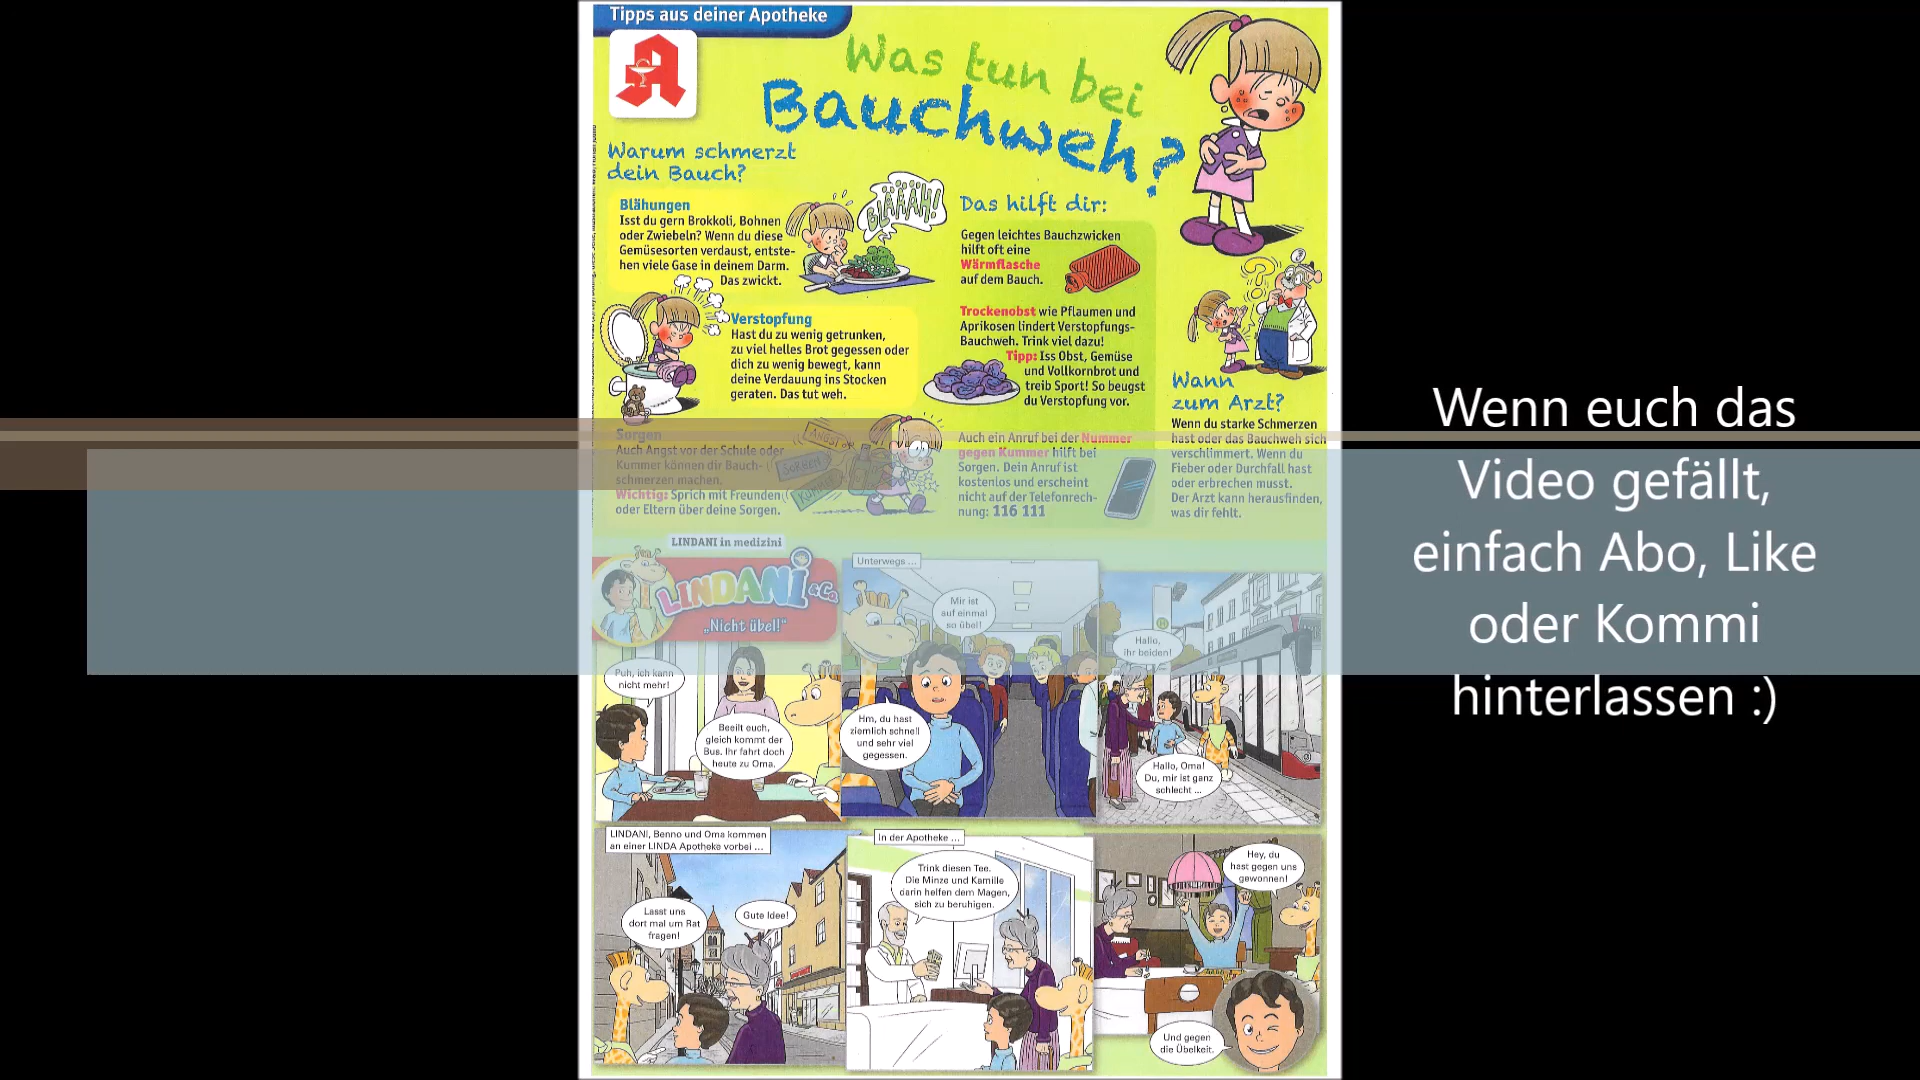 Tipps aus deiner Apotheke
Was tun bei
Bauchweh?
Warum schmerzt
dein Bauch?
Blähungen
Isst du gern Brokkoli, Bohnen
oder Zwiebeln? Wenn du diese
Gemüsesorten verdaust, entste-
hen viele Gase in deinem Darm.
Das zwickt.
BLÄÄÄH!
Verstopfung
Hast du zu wenig getrunken,
zu viel helles Brot gegessen oder
dich zu wenig bewegt, kann
deine Verdauung ins Stocken
geraten. Das tut weh.
Sorgen
Auch Angst vor der Schule oder
Kummer können dir Bauch-
schmerzen machen.
Wichtig: Sprich mit Freunden
oder Eltern über deine Sorgen.
ANGST
SORGEN
KUMMER
Das hilft dir:
Gegen leichtes Bauchzwicken
hilft oft eine
Wärmflasche
auf dem Bauch.
Trockenobst wie Pflaumen und
Aprikosen lindert Verstopfungs-
Bauchweh. Trink viel dazu!
Tipp: Iss Obst, Gemüse
und Vollkornbrot und
treib Sport! So beugst
du Verstopfung vor.
Auch ein Anruf bei der Nummer
gegen Kummer hilft bei
Sorgen. Dein Anruf ist
kostenlos und erscheint
nicht auf der Telefonrech-
nung: 116 111
Wann
zum Arzt?
Wenn du starke Schmerzen
hast oder das Bauchweh sich
verschlimmert. Wenn du
Fieber oder Durchfall hast
oder erbrechen musst.
Der Arzt kann herausfinden,
was dir fehlt.
Wenn euch das
Video gefällt,
einfach Abo, Like
oder Kommi
hinterlassen :)
LINDANI in medizini
LINDANI & Co.
„Nicht übel!“
Puh, ich kann
nicht mehr!
Beeilt euch,
gleich kommt der
Bus. Ihr fahrt doch
heute zu Oma.
Unterwegs ...
Mir ist
auf einmal
so übel!
Hm, du hast
ziemlich schnell
und sehr viel
gegessen.
Hallo,
ihr beiden!
Hallo, Oma!
Du, mir ist ganz
schlecht ...
LINDANI, Benno und Oma kommen
an einer LINDA Apotheke vorbei ...
Lasst uns
dort mal um Rat
fragen!
Gute Idee!
In der Apotheke ...
Trink diesen Tee.
Die Minze und Kamille
darin helfen dem Magen,
sich zu beruhigen.
Hey, du
hast gegen uns
gewonnen!
Und gegen
die Übelkeit.